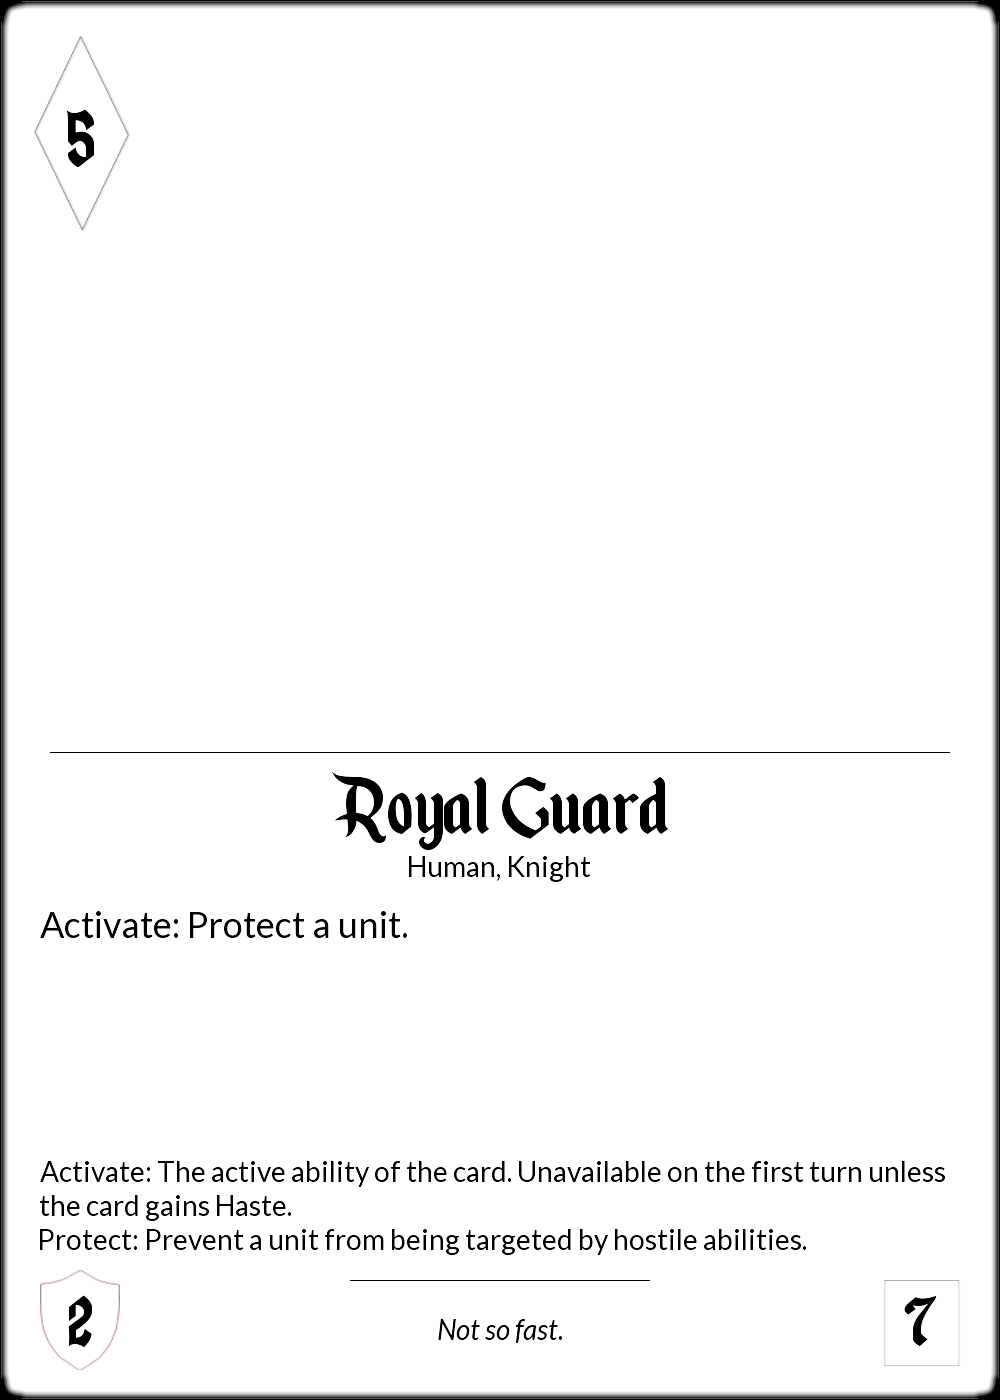 5
Royal Guard
Human, Knight
Activate: Protect a unit.
Activate: The active ability of the card. Unavailable on the first turn unless
the card gains Haste.
Protect: Prevent a unit from being targeted by hostile abilities.
2
Not so fast.
7